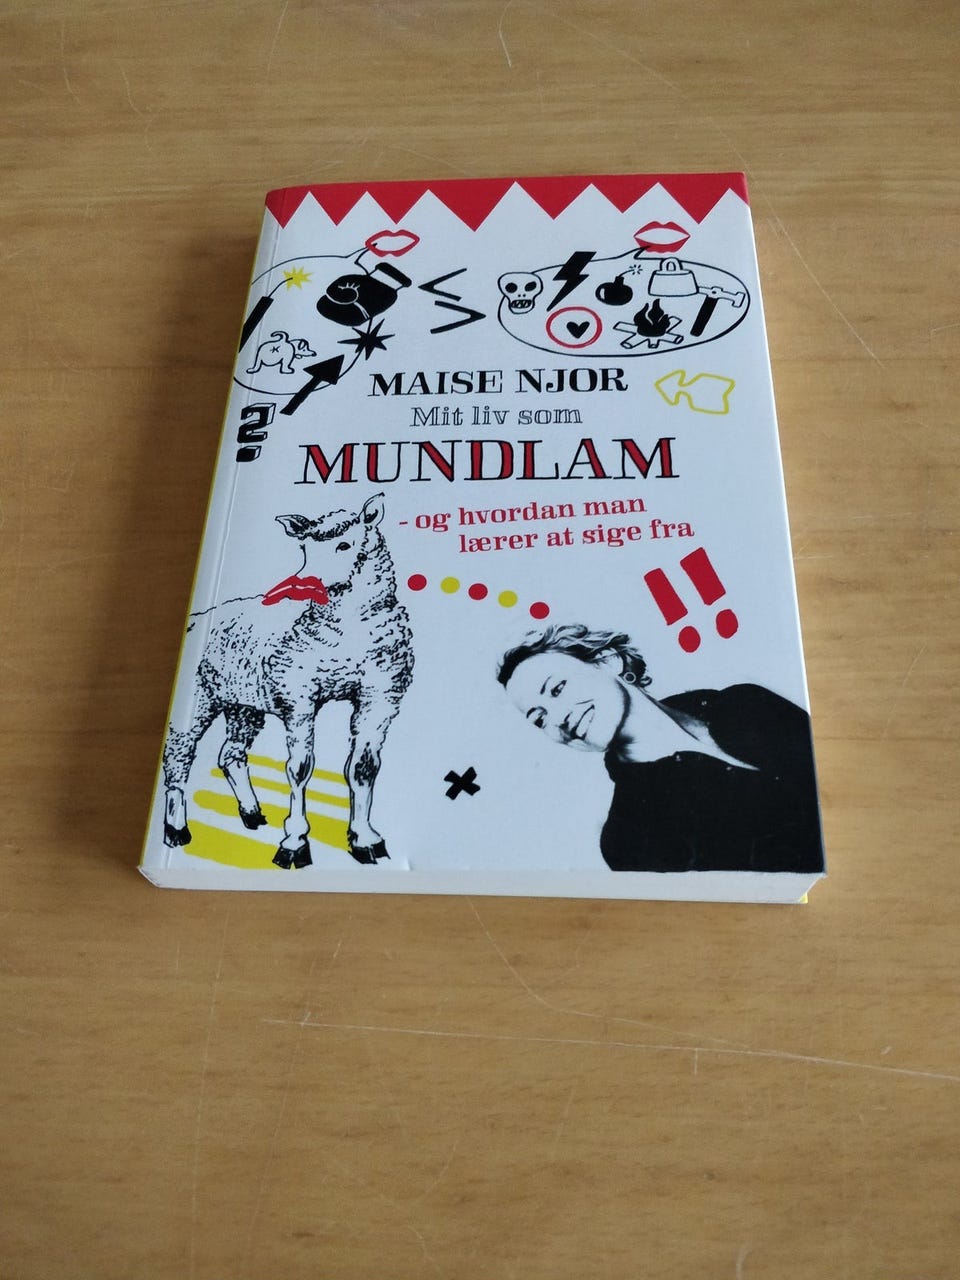 MAISE NJOR
Mit liv som
MUNDLAM
- og hvordan man
lærer at sige fra
?
!!